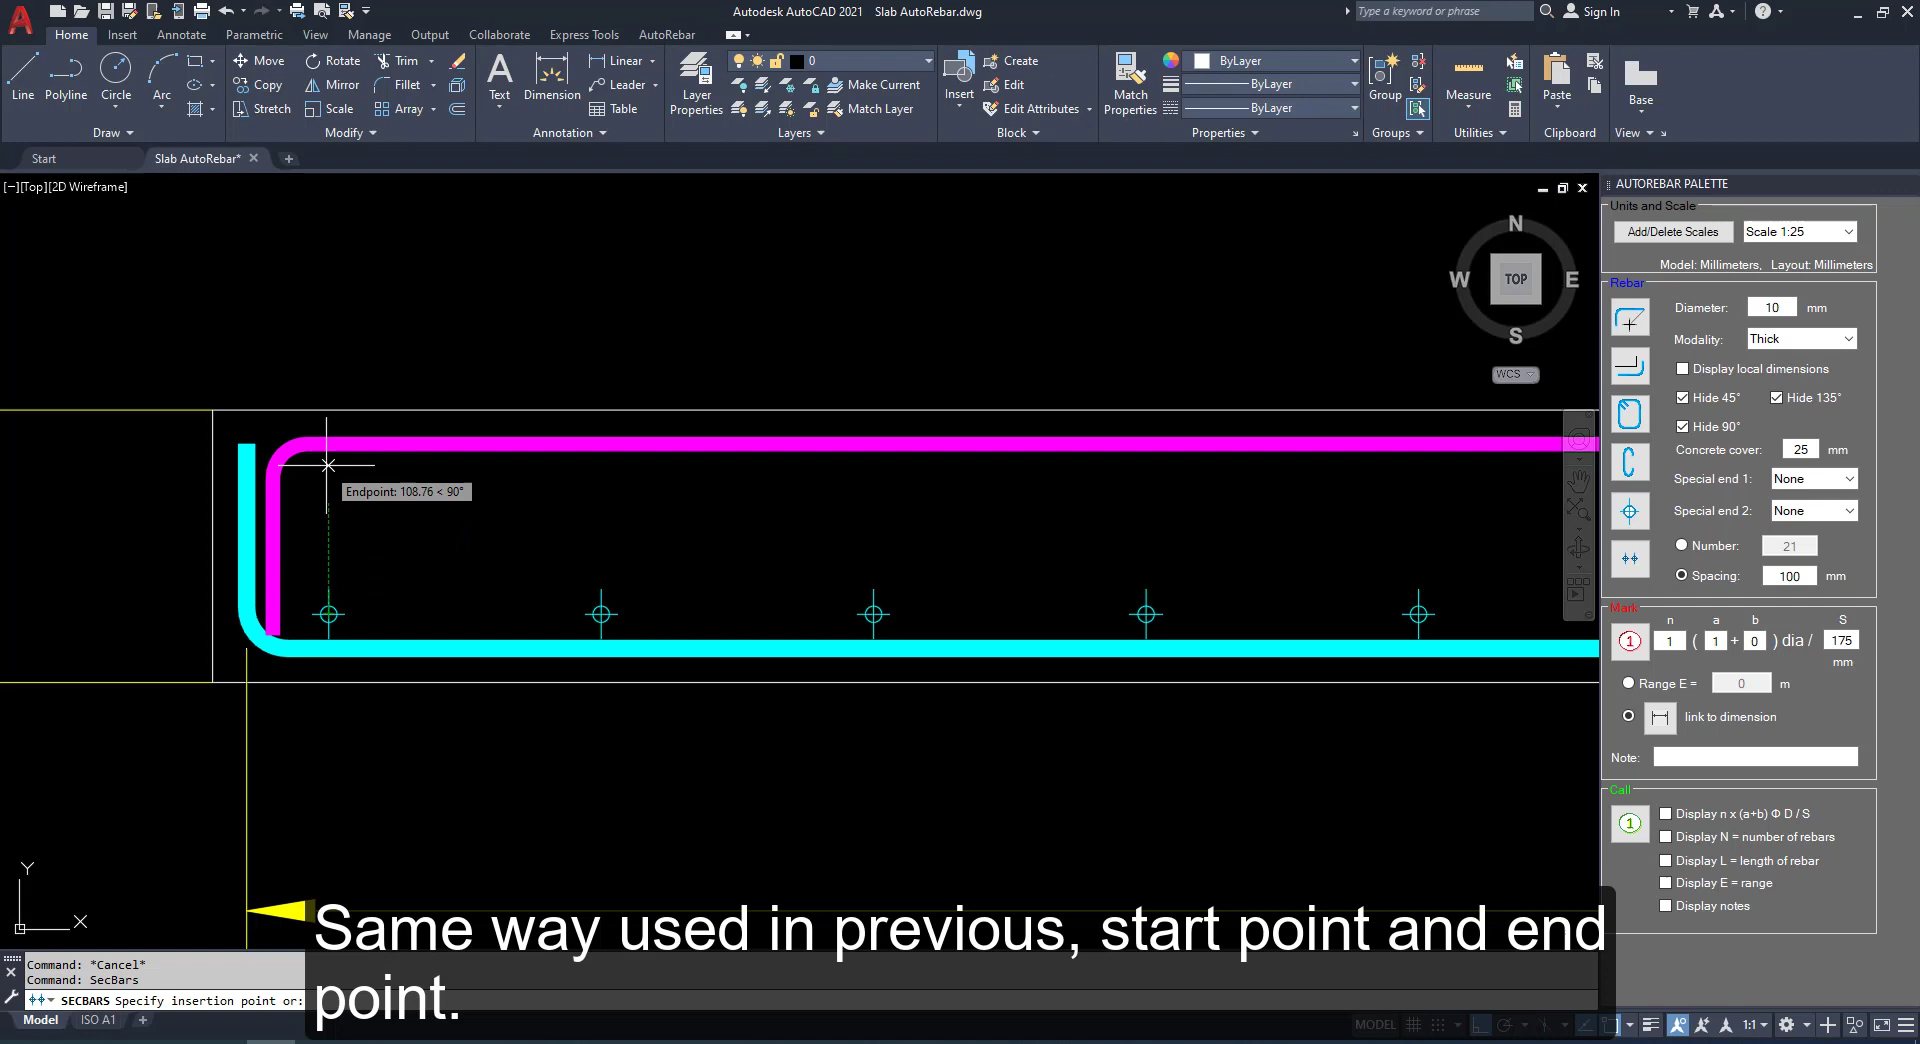 Autodesk AutoCAD 2021 Slab AutoRebar.dwg
Type a keyword or phrase
Sign In
Home Insert Annotate Parametric View Manage Output Collaborate Express Tools AutoRebar
Line
Polyline
Circle
Arc
Draw
Move
Rotate
Trim
Copy
Mirror
Fillet
Stretch
Scale
Array
Modify
Text
Dimension
Linear
Leader
Table
Annotation
Layer
Properties
0
Make Current
Match Layer
Layers
Insert
Create
Edit
Edit Attributes
Block
Match
Properties
ByLayer
ByLayer
ByLayer
Properties
Group
Groups
Measure
Utilities
Paste
Clipboard
Base
View
Start
Slab AutoRebar*
[−][Top][2D Wireframe]
N
W
TOP
E
S
WCS
Endpoint: 108.76 < 90°
Y
X
AUTOREBAR PALETTE
Units and Scale
Add/Delete Scales
Scale 1:25
Model: Millimeters, Layout: Millimeters
Rebar
Diameter: 10 mm
Modality: Thick
Display local dimensions
Hide 45° Hide 135°
Hide 90°
Concrete cover: 25 mm
Special end 1: None
Special end 2: None
Number: 21
Spacing: 100 mm
Mark
n a b S
1 1 ( 1 + 0 ) dia / 175
mm
Range E = 0 m
link to dimension
Note:
Call
1
Display n x (a+b) Φ D / S
Display N = number of rebars
Display L = length of rebar
Display E = range
Display notes
Same way used in previous, start point and end
point.
Command: *Cancel*
Command: SecBars
SECBARS Specify insertion point or:
Model ISO A1
MODEL
1:1